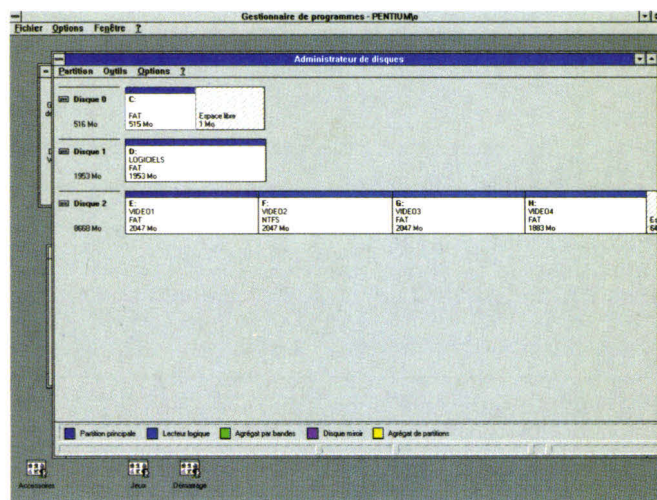 Gestionnaire de programmes - PENTIUM\o
Fichier Options Fenêtre ?
Administrateur de disques
Partition Outils Options ?
Disque 0
516 Mo
C:
FAT
515 Mo
Espace libre
1 Mo
Disque 1
1953 Mo
D:
LOGICIELS
FAT
1953 Mo
Disque 2
8668 Mo
E:
VIDEO1
FAT
2047 Mo
F:
VIDEO2
NTFS
2047 Mo
G:
VIDEO3
FAT
2047 Mo
H:
VIDEO4
FAT
1883 Mo
Partition principale Lecteur logique Agrégat par bandes Disque miroir Agrégat de partitions
Accessoires Jeux Démarrage